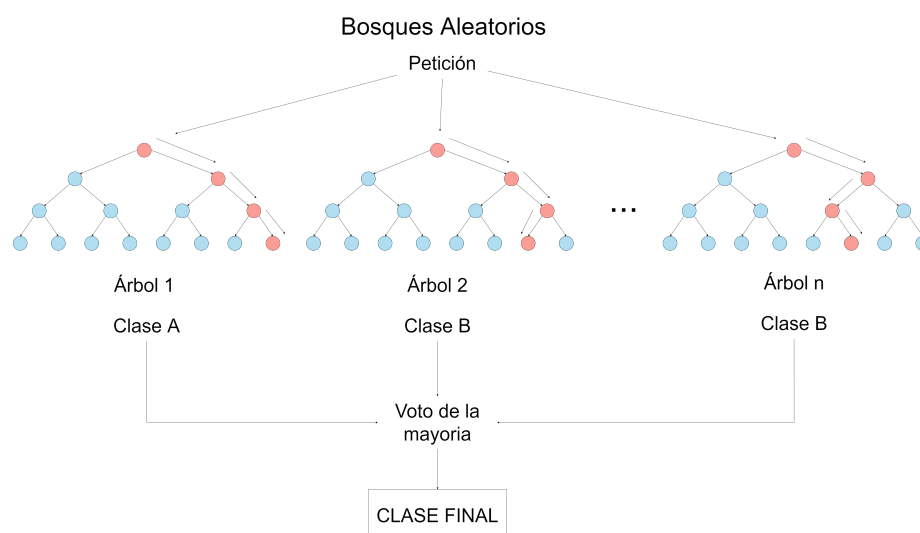 Bosques Aleatorios
Petición
...
Árbol 1
Árbol 2
Árbol n
Clase A
Clase B
Clase B
Voto de la
mayoria
CLASE FINAL